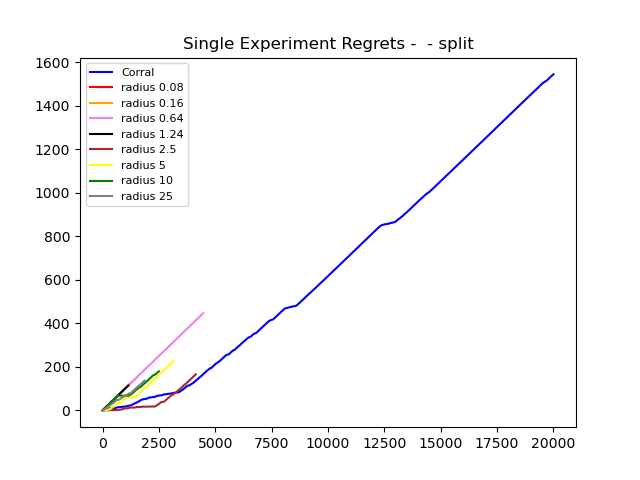 Single Experiment Regrets -  - split
1600
1400
1200
1000
800
600
400
200
0
Corral
radius 0.08
radius 0.16
radius 0.64
radius 1.24
radius 2.5
radius 5
radius 10
radius 25
0 2500 5000 7500 10000 12500 15000 17500 20000